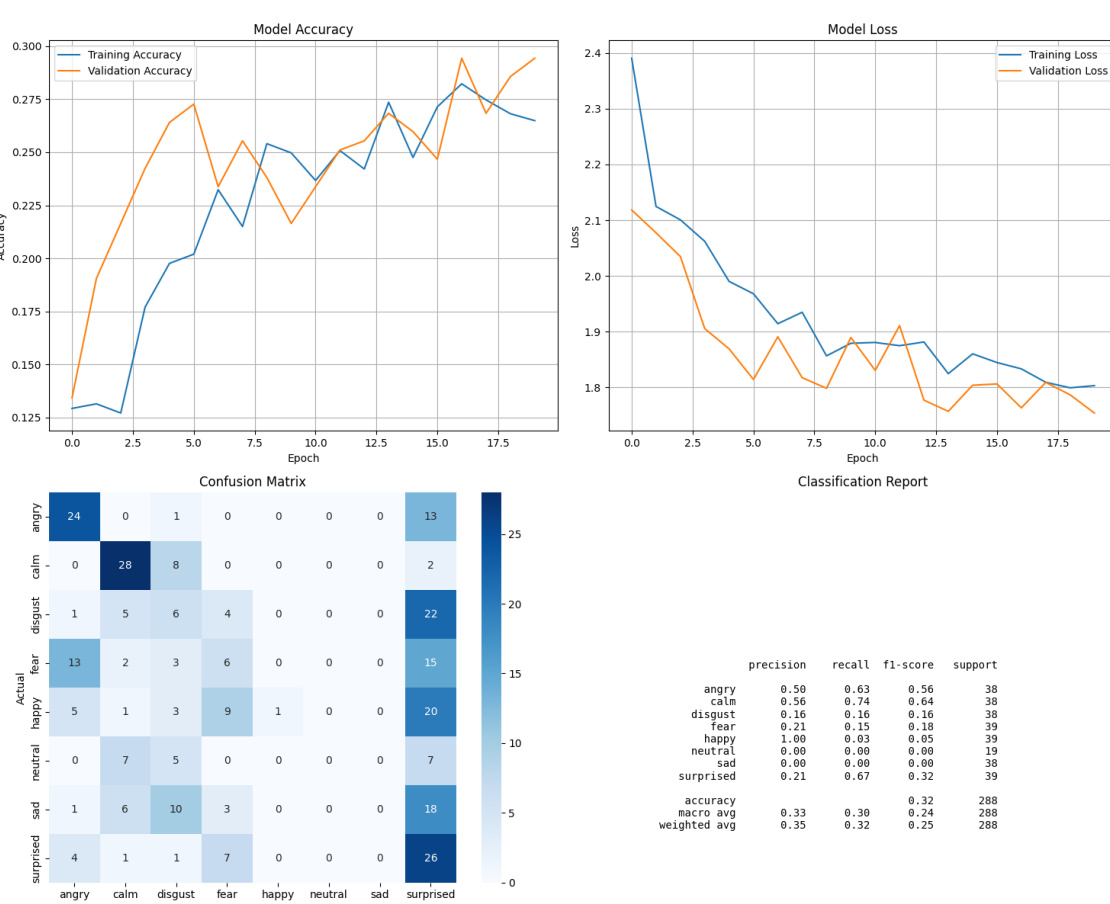 Model Accuracy
Training Accuracy
Validation Accuracy
0.300
0.275
0.250
0.225
0.200
0.175
0.150
0.125
Accuracy
0.0 2.5 5.0 7.5 10.0 12.5 15.0 17.5
Epoch
Model Loss
Training Loss
Validation Loss
2.4
2.3
2.2
2.1
2.0
1.9
1.8
Loss
0.0 2.5 5.0 7.5 10.0 12.5 15.0 17.5
Epoch
Confusion Matrix
Actual
angry 24 0 1 0 0 0 0 13
calm 0 28 8 0 0 0 0 2
disgust 1 5 6 4 0 0 0 22
fear 13 2 3 6 0 0 0 15
happy 5 1 3 9 1 0 0 20
neutral 0 7 5 0 0 0 0 7
sad 1 6 10 3 0 0 0 18
surprised 4 1 1 7 0 0 0 26
angry calm disgust fear happy neutral sad surprised
25
20
15
10
5
0
Classification Report
precision recall f1-score support
angry 0.50 0.63 0.56 38
calm 0.56 0.74 0.64 38
disgust 0.16 0.16 0.16 38
fear 0.21 0.15 0.18 39
happy 1.00 0.03 0.05 39
neutral 0.00 0.00 0.00 19
sad 0.00 0.00 0.00 38
surprised 0.21 0.67 0.32 39
accuracy 0.32 288
macro avg 0.33 0.30 0.24 288
weighted avg 0.35 0.32 0.25 288